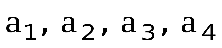 a₁, a₂, a₃, a₄